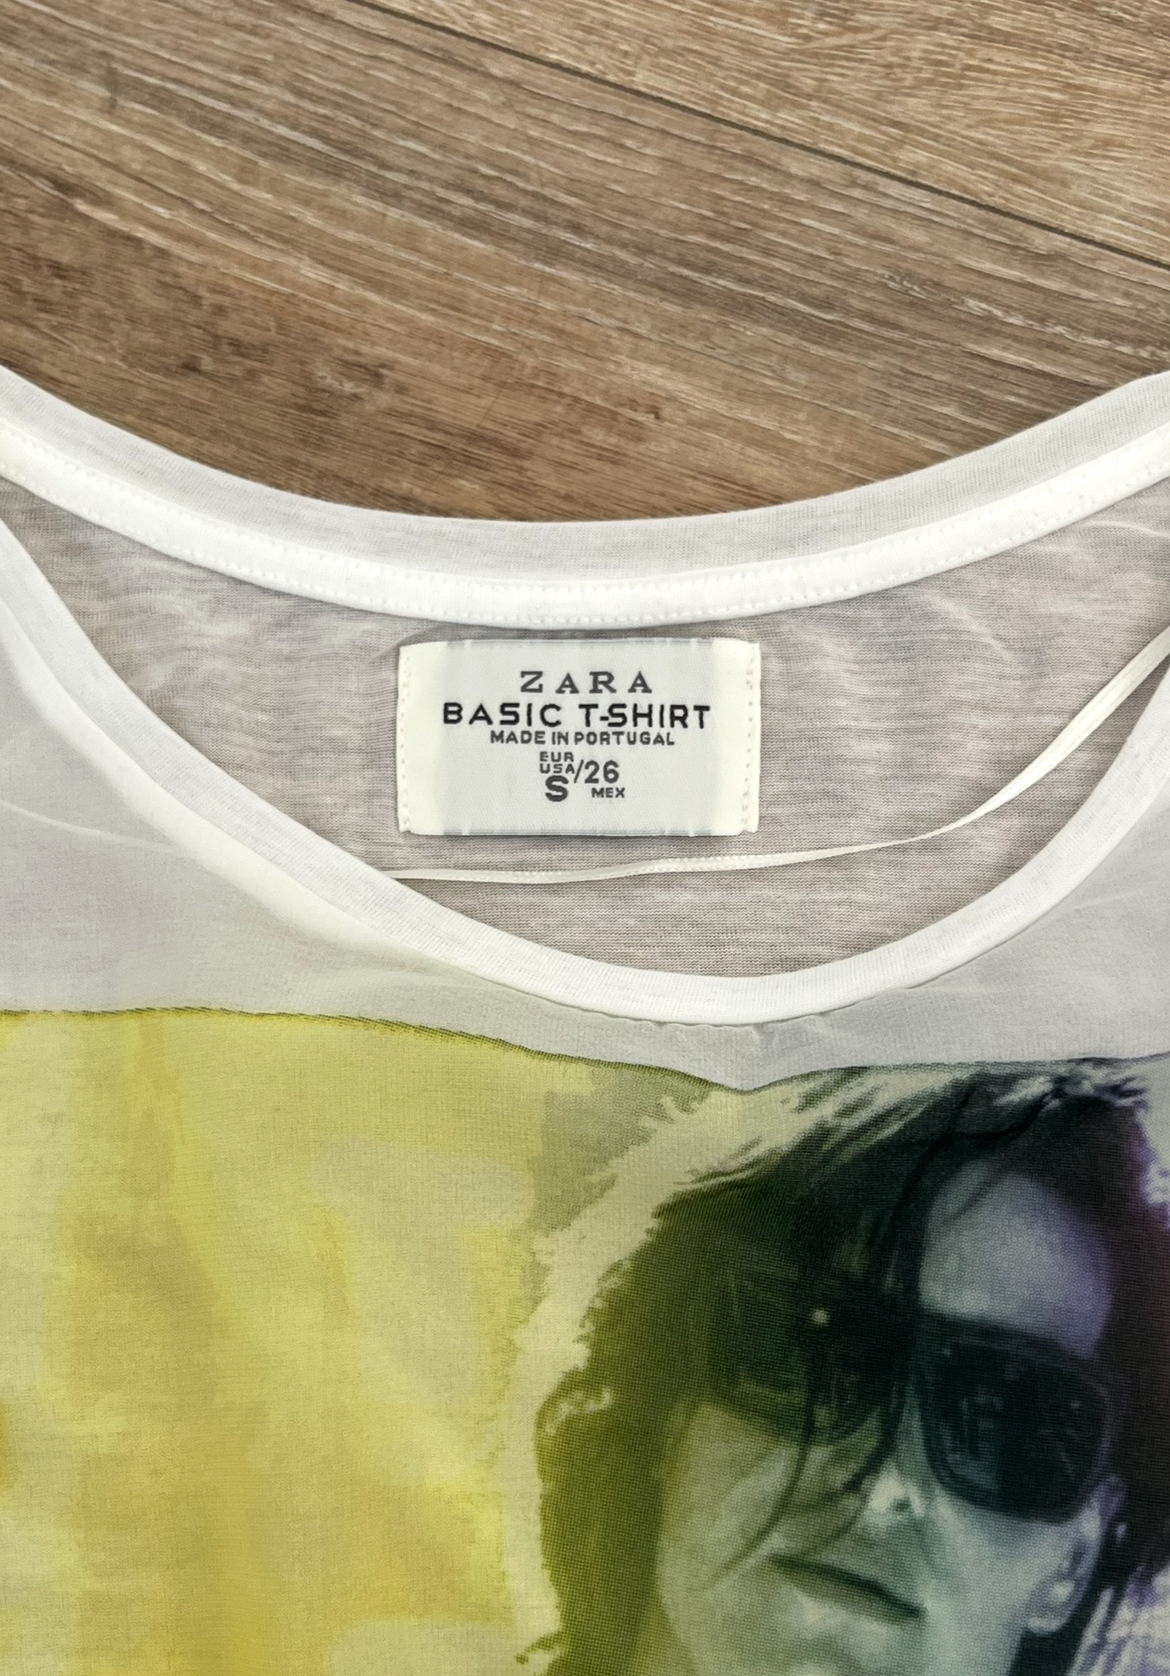 ZARA
BASIC T-SHIRT
MADE IN PORTUGAL
EUR
USA/26
S MEX